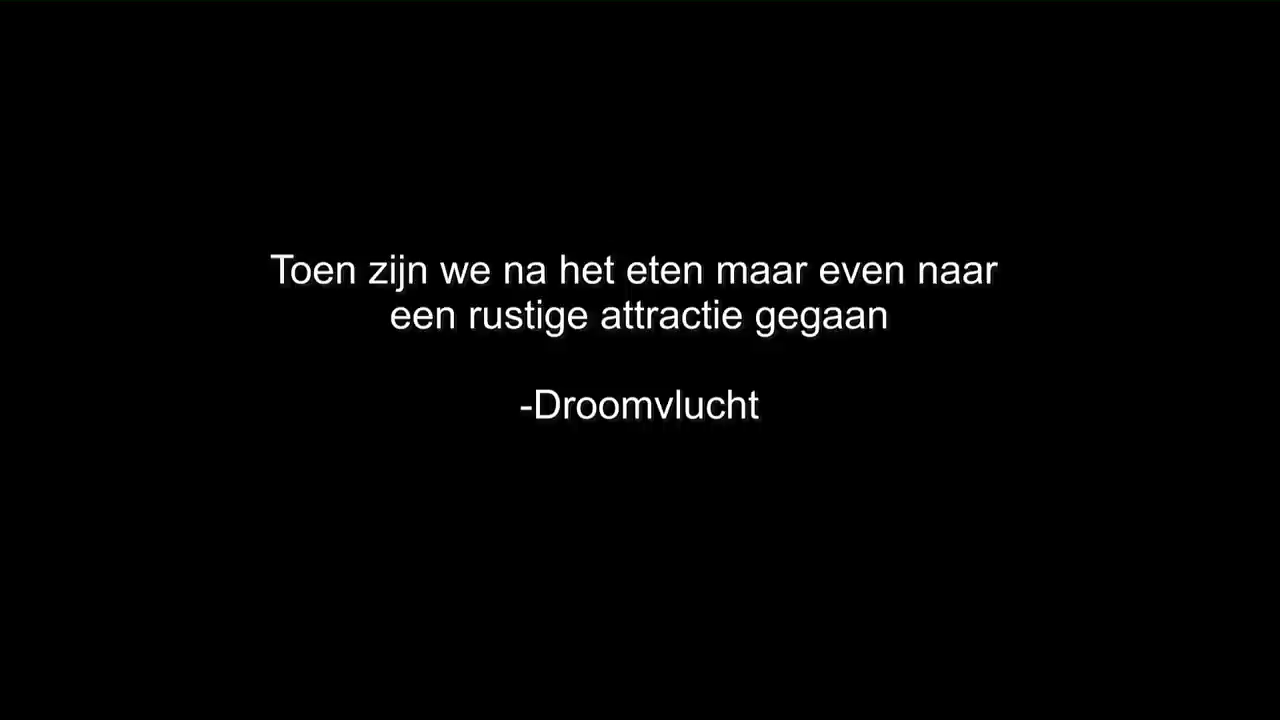 Toen zijn we na het eten maar even naar
een rustige attractie gegaan
-Droomvlucht